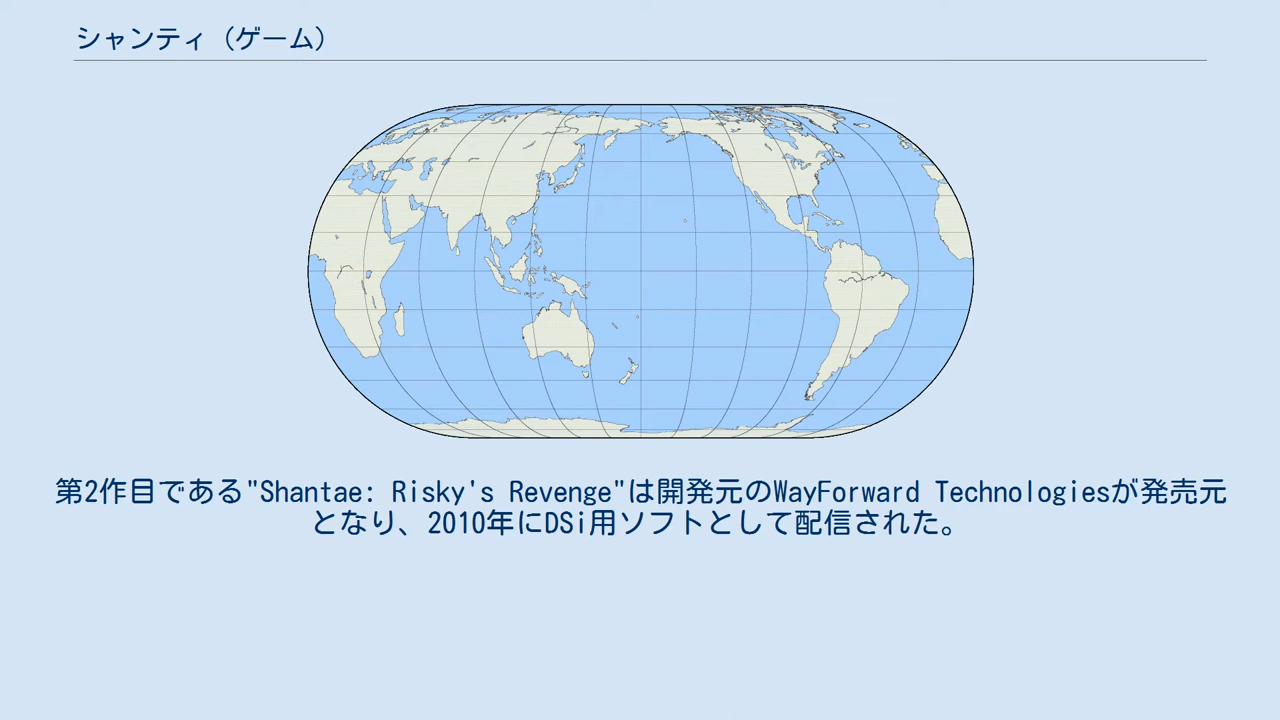 シャンティ（ゲーム）
第2作目である"Shantae: Risky's Revenge"は開発元のWayForward Technologiesが発売元
となり、2010年にDSi用ソフトとして配信された。